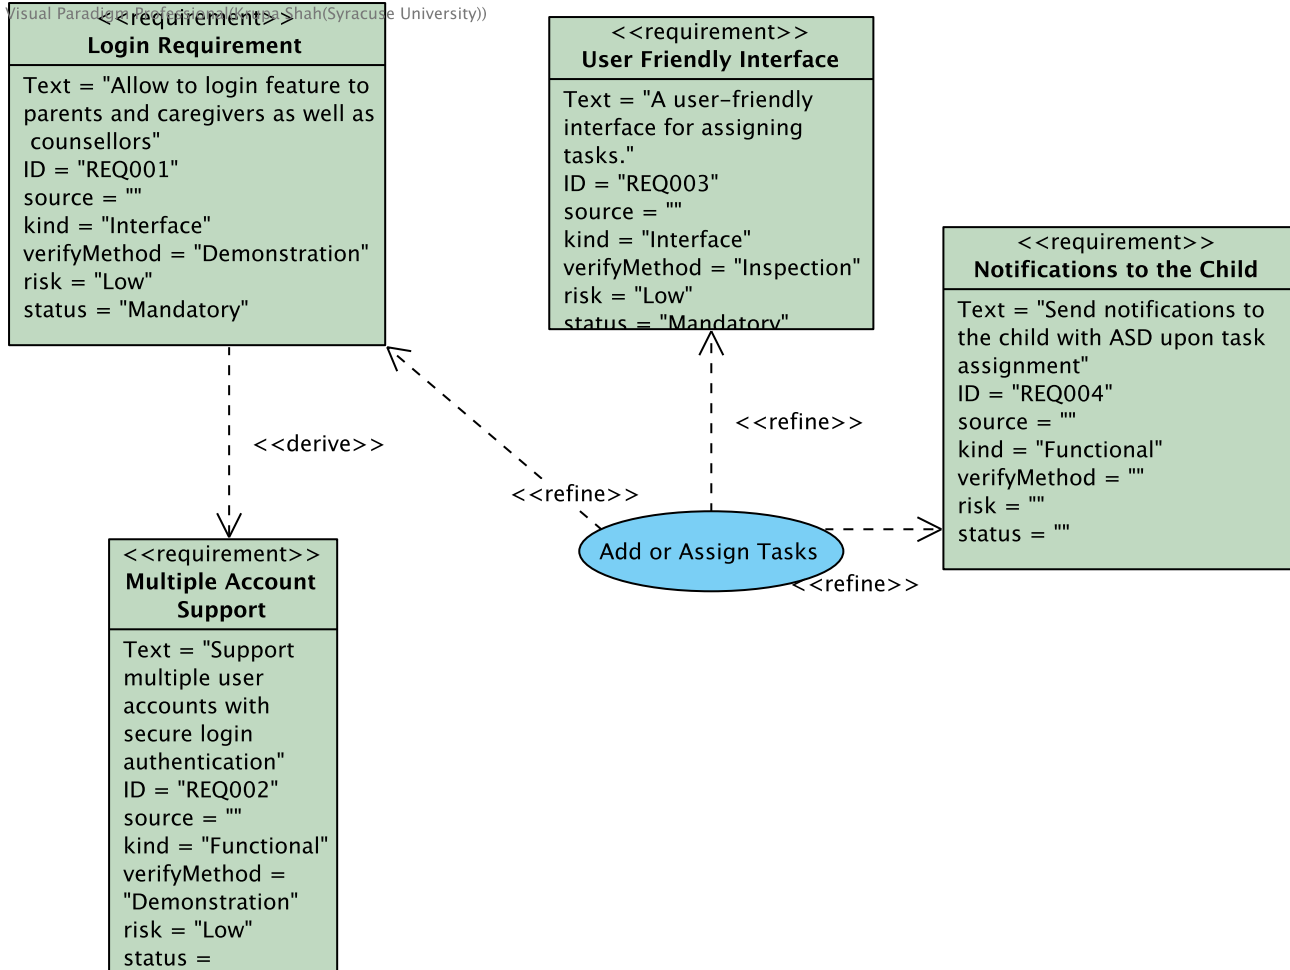 Visual Paradigm Professional(Krupa Shah(Syracuse University))
<<requirement>>
Login Requirement
Text = "Allow to login feature to
parents and caregivers as well as
counsellors"
ID = "REQ001"
source = ""
kind = "Interface"
verifyMethod = "Demonstration"
risk = "Low"
status = "Mandatory"
<<requirement>>
User Friendly Interface
Text = "A user-friendly
interface for assigning
tasks."
ID = "REQ003"
source = ""
kind = "Interface"
verifyMethod = "Inspection"
risk = "Low"
status = "Mandatory"
<<requirement>>
Notifications to the Child
Text = "Send notifications to
the child with ASD upon task
assignment"
ID = "REQ004"
source = ""
kind = "Functional"
verifyMethod = ""
risk = ""
status = ""
<<derive>>
<<refine>>
<<refine>>
Add or Assign Tasks
<<refine>>
<<requirement>>
Multiple Account
Support
Text = "Support
multiple user
accounts with
secure login
authentication"
ID = "REQ002"
source = ""
kind = "Functional"
verifyMethod =
"Demonstration"
risk = "Low"
status =